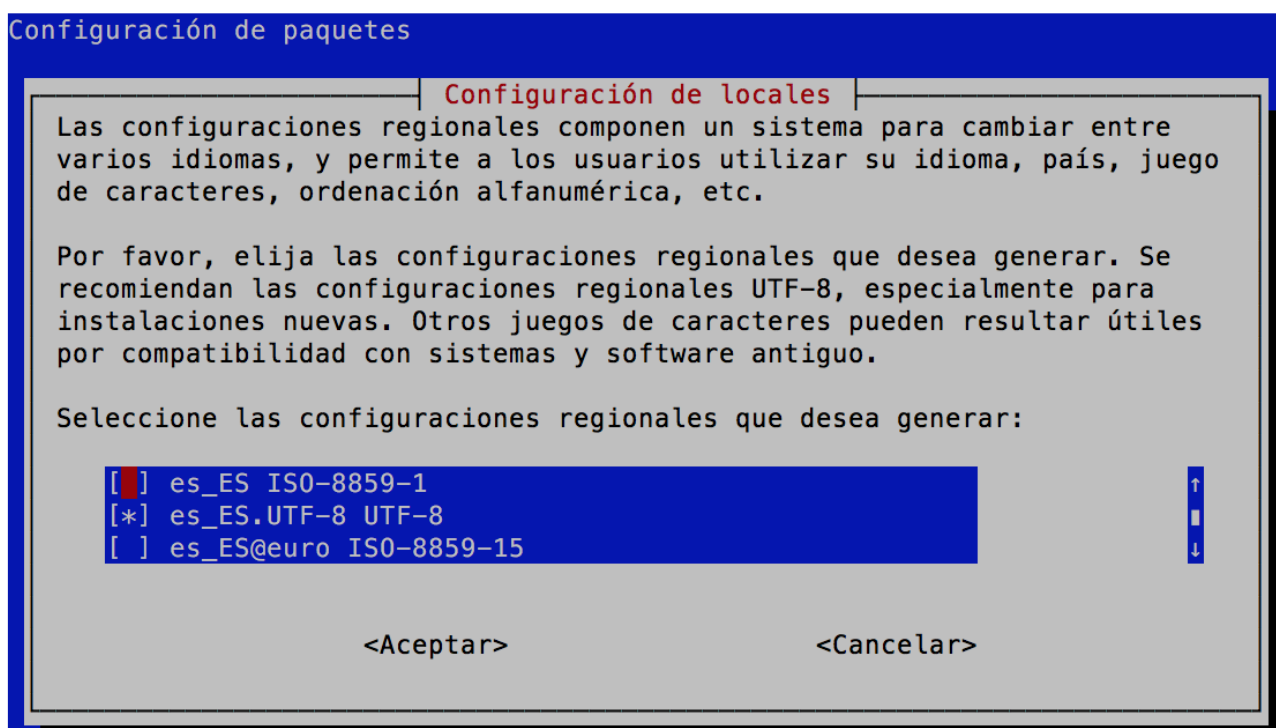 Configuración de paquetes
Configuración de locales
Las configuraciones regionales componen un sistema para cambiar entre
varios idiomas, y permite a los usuarios utilizar su idioma, país, juego
de caracteres, ordenación alfanumérica, etc.
Por favor, elija las configuraciones regionales que desea generar. Se
recomiendan las configuraciones regionales UTF-8, especialmente para
instalaciones nuevas. Otros juegos de caracteres pueden resultar útiles
por compatibilidad con sistemas y software antiguo.
Seleccione las configuraciones regionales que desea generar:
[ ] es_ES ISO-8859-1
[*] es_ES.UTF-8 UTF-8
[ ] es_ES@euro ISO-8859-15
<Aceptar> <Cancelar>